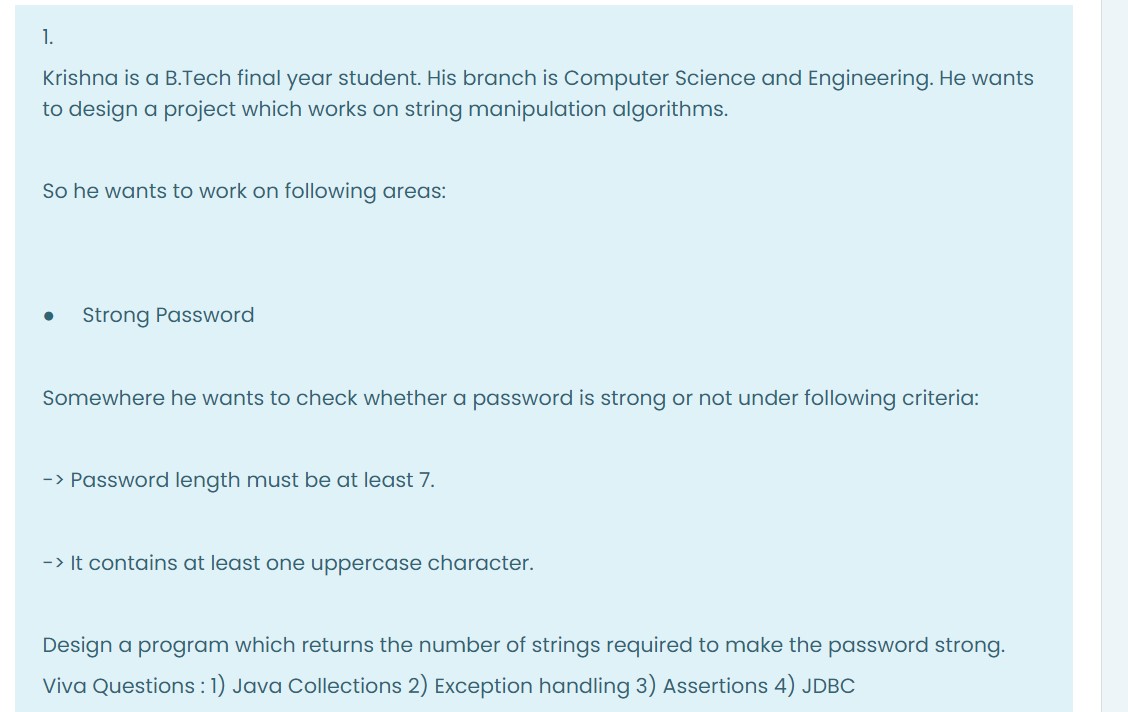 1.
Krishna is a B.Tech final year student. His branch is Computer Science and Engineering. He wants
to design a project which works on string manipulation algorithms.
So he wants to work on following areas:
● Strong Password
Somewhere he wants to check whether a password is strong or not under following criteria:
-> Password length must be at least 7.
-> It contains at least one uppercase character.
Design a program which returns the number of strings required to make the password strong.
Viva Questions : 1) Java Collections 2) Exception handling 3) Assertions 4) JDBC